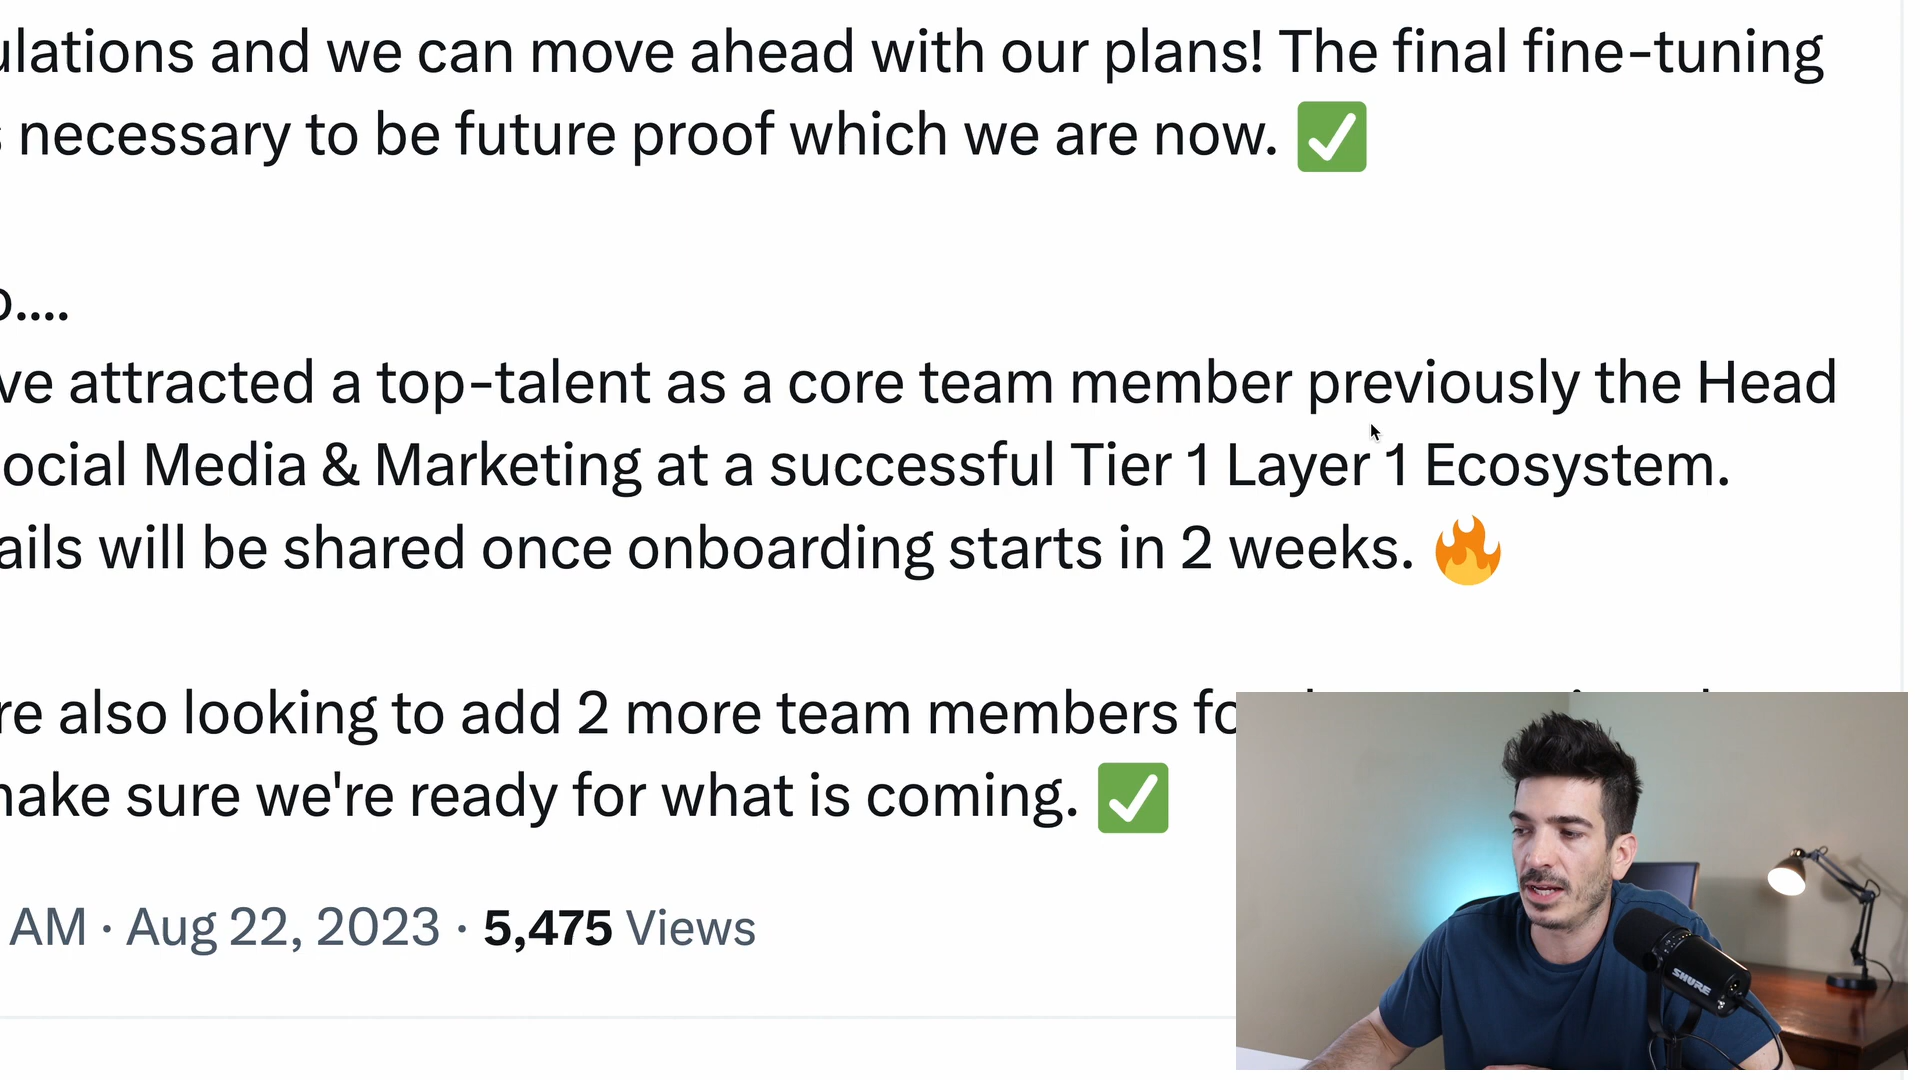 ulations and we can move ahead with our plans! The final fine-tuning
necessary to be future proof which we are now. ✅
....
ve attracted a top-talent as a core team member previously the Head
ocial Media & Marketing at a successful Tier 1 Layer 1 Ecosystem.
ails will be shared once onboarding starts in 2 weeks. 🔥
re also looking to add 2 more team members fo
make sure we're ready for what is coming. ✅
AM · Aug 22, 2023 · 5,475 Views
SHURE